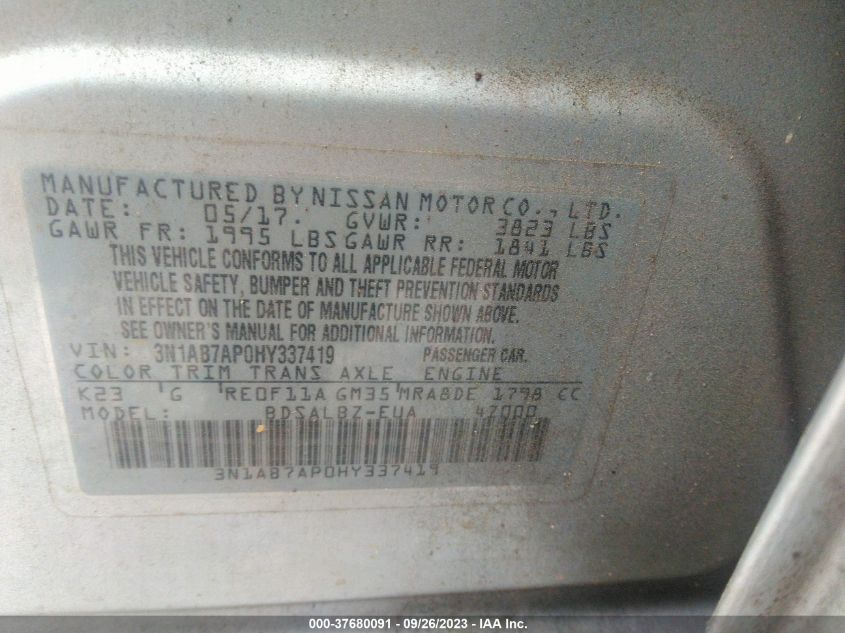 MANUFACTURED BY NISSAN MOTOR CO., LTD.
DATE: 05/17. GVWR: 3823 LBS
GAWR FR: 1995 LBS GAWR RR: 1841 LBS
THIS VEHICLE CONFORMS TO ALL APPLICABLE FEDERAL MOTOR
VEHICLE SAFETY, BUMPER AND THEFT PREVENTION STANDARDS
IN EFFECT ON THE DATE OF MANUFACTURE SHOWN ABOVE.
SEE OWNER'S MANUAL FOR ADDITIONAL INFORMATION.
VIN: 3N1AB7AP0HY337419 PASSENGER CAR.
COLOR TRIM TRANS AXLE ENGINE
K23 G RE0F11A GM35 MRA8DE 1798 CC
BDSALBZ-EUA 47000
3N1AB7AP0HY337419
000-37680091 - 09/26/2023 - IAA Inc.